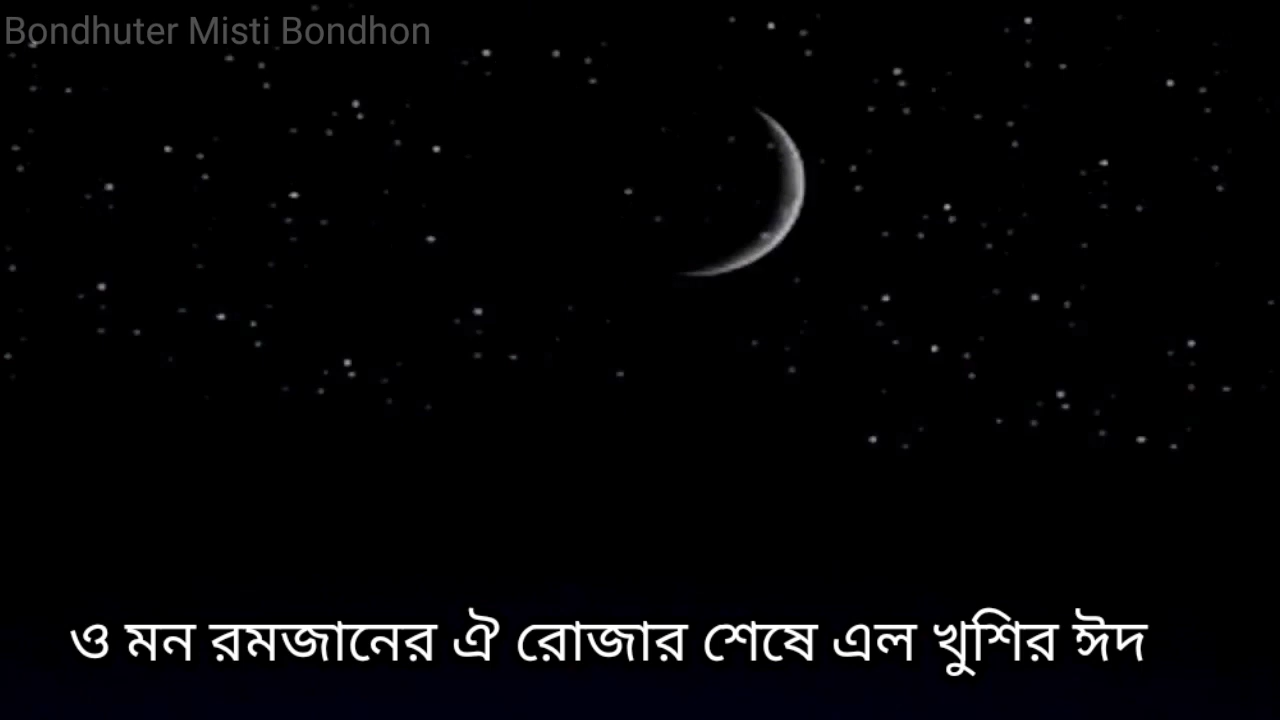 Bondhuter Misti Bondhon
ও মন রমজানের ঐ রোজার শেষে এল খুশির ঈদ